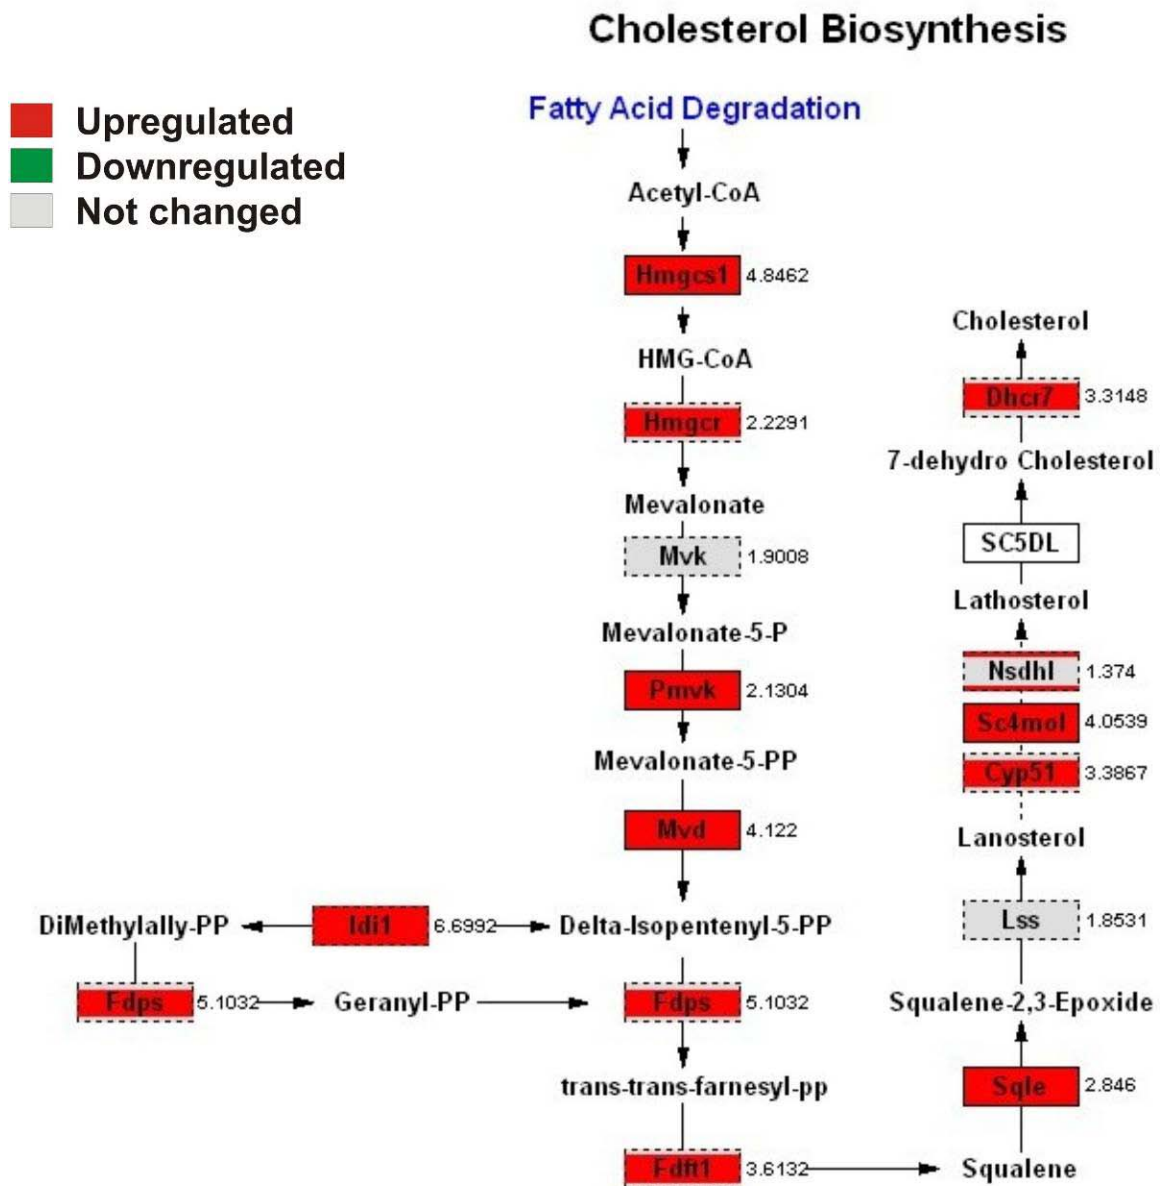 Cholesterol Biosynthesis
Upregulated
Downregulated
Not changed
Fatty Acid Degradation
Acetyl-CoA
Hmgcs1 4.8462
HMG-CoA
Hmgcr 2.2291
Mevalonate
Mvk 1.9008
Mevalonate-5-P
Pmvk 2.1304
Mevalonate-5-PP
Mvd 4.122
DiMethylally-PP
Idi1 6.6992
Delta-Isopentenyl-5-PP
Fdps 5.1032
Geranyl-PP
Fdps 5.1032
trans-trans-farnesyl-pp
Fdft1 3.6132
Squalene
Sqle 2.846
Squalene-2,3-Epoxide
Lss 1.8531
Lanosterol
Cyp51 3.3867
Sc4mol 4.0539
Nsdhl 1.374
Lathosterol
SC5DL
7-dehydro Cholesterol
Dhcr7 3.3148
Cholesterol